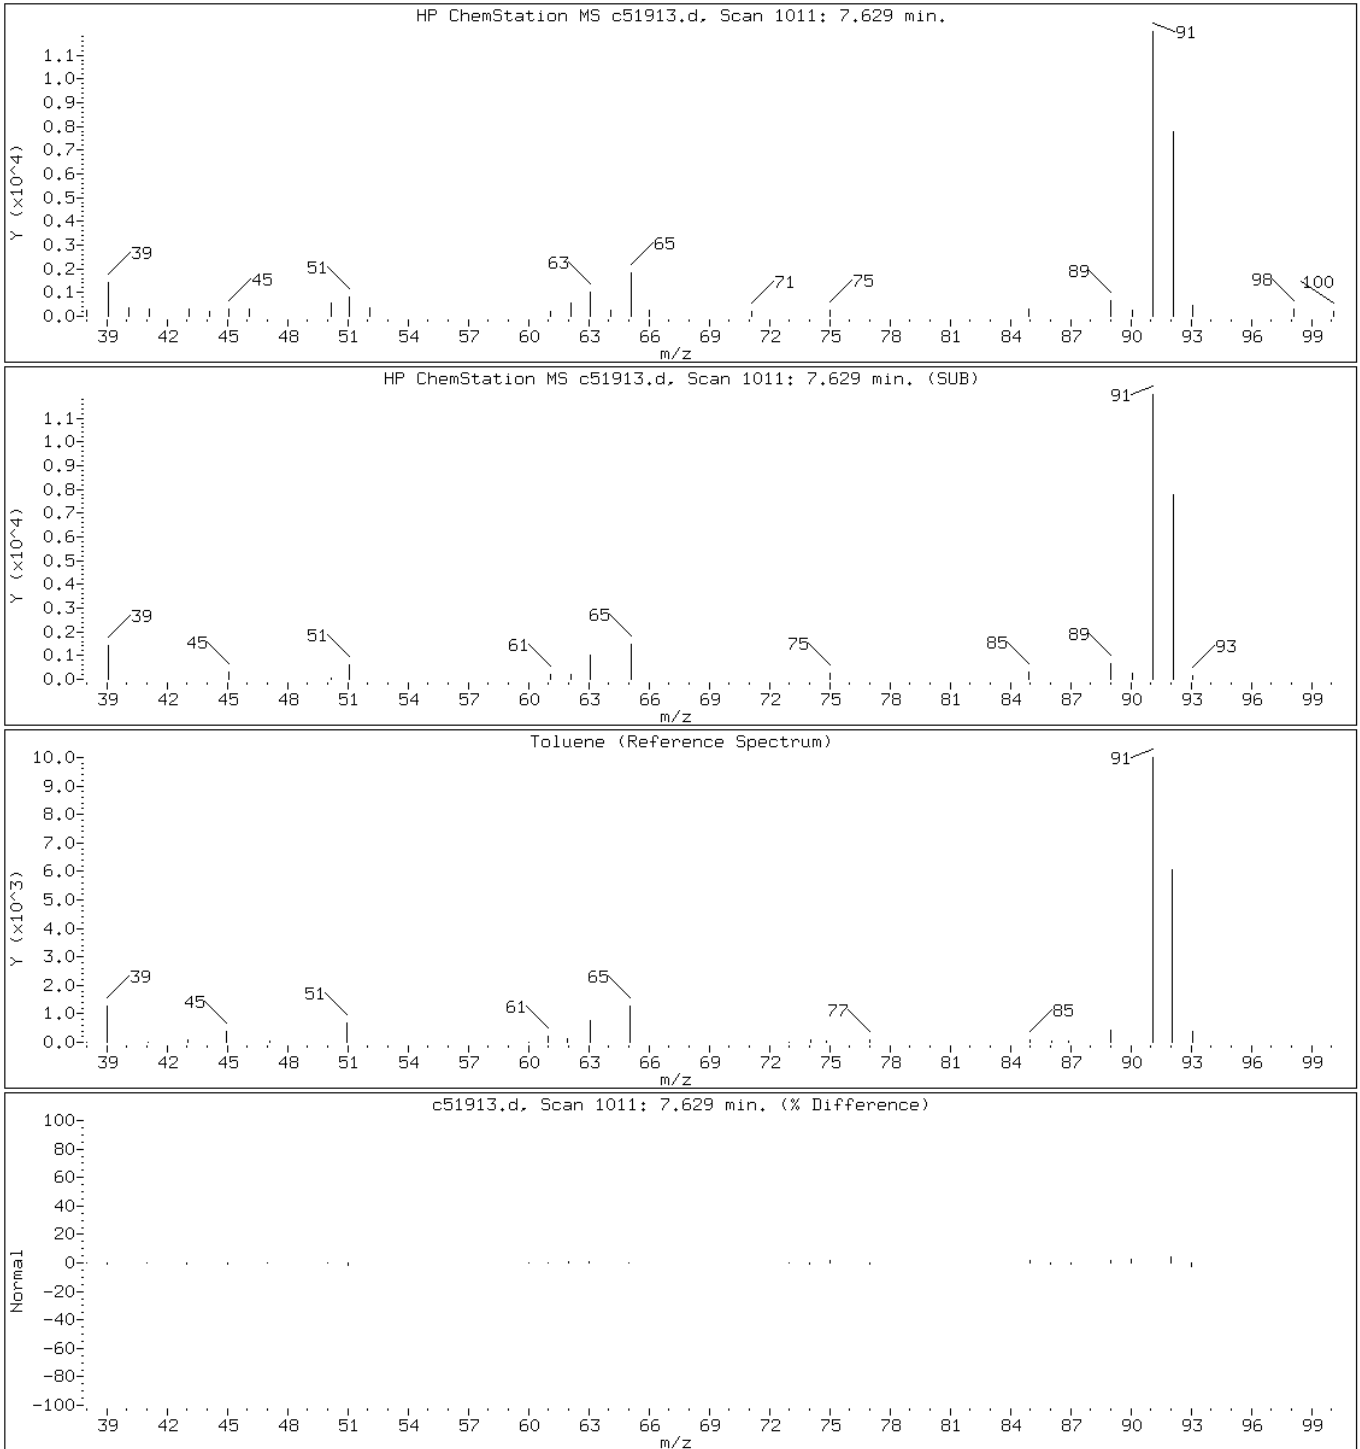 HP ChemStation MS c51913.d, Scan 1011: 7.629 min.
Y (x10^4)
1.1
1.0
0.9
0.8
0.7
0.6
0.5
0.4
0.3
0.2
0.1
0.0
39 45 51 63 65 71 75 89 91 98 100
39 42 45 48 51 54 57 60 63 66 69 72 75 78 81 84 87 90 93 96 99
m/z
HP ChemStation MS c51913.d, Scan 1011: 7.629 min. (SUB)
Y (x10^4)
1.1
1.0
0.9
0.8
0.7
0.6
0.5
0.4
0.3
0.2
0.1
0.0
39 45 51 61 65 75 85 89 91 93
39 42 45 48 51 54 57 60 63 66 69 72 75 78 81 84 87 90 93 96 99
m/z
Toluene (Reference Spectrum)
Y (x10^3)
10.0
9.0
8.0
7.0
6.0
5.0
4.0
3.0
2.0
1.0
0.0
39 45 51 61 65 77 85 91
39 42 45 48 51 54 57 60 63 66 69 72 75 78 81 84 87 90 93 96 99
m/z
c51913.d, Scan 1011: 7.629 min. (% Difference)
Normal
100
80
60
40
20
0
-20
-40
-60
-80
-100
39 42 45 48 51 54 57 60 63 66 69 72 75 78 81 84 87 90 93 96 99
m/z